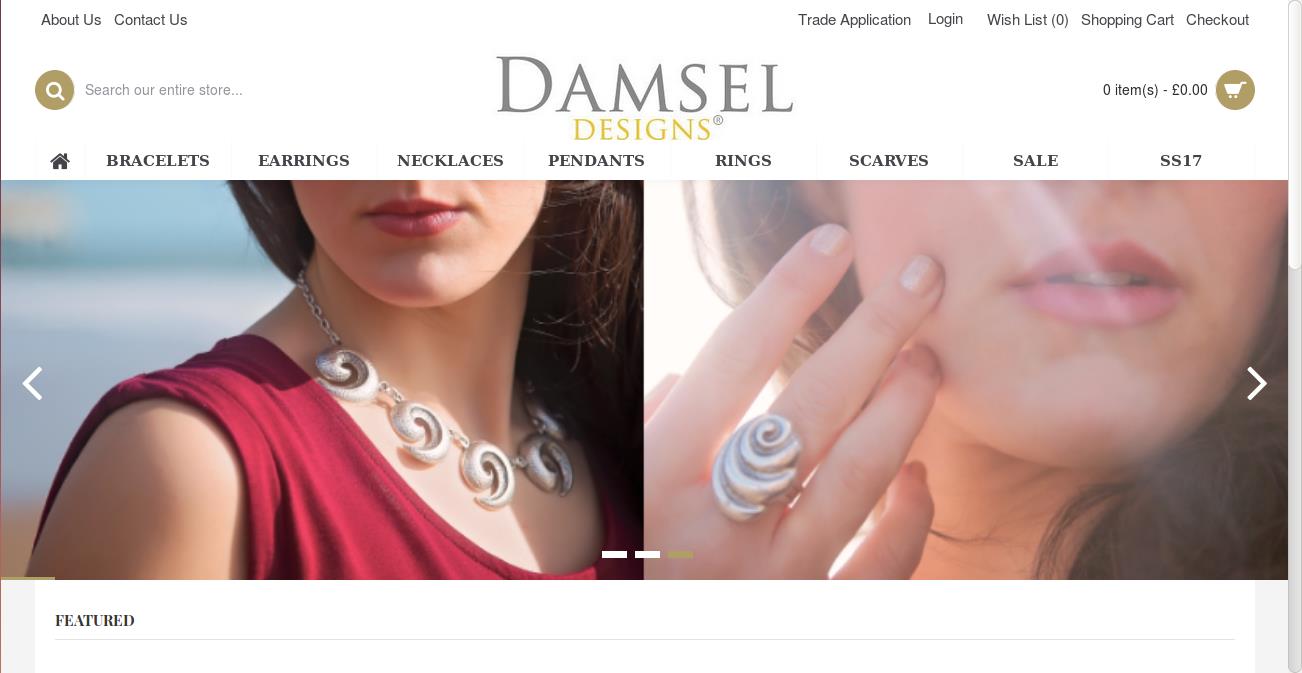 About Us Contact Us Trade Application Login Wish List (0) Shopping Cart Checkout
Search our entire store... 0 item(s) - £0.00
DAMSEL
DESIGNS®
BRACELETS EARRINGS NECKLACES PENDANTS RINGS SCARVES SALE SS17
FEATURED